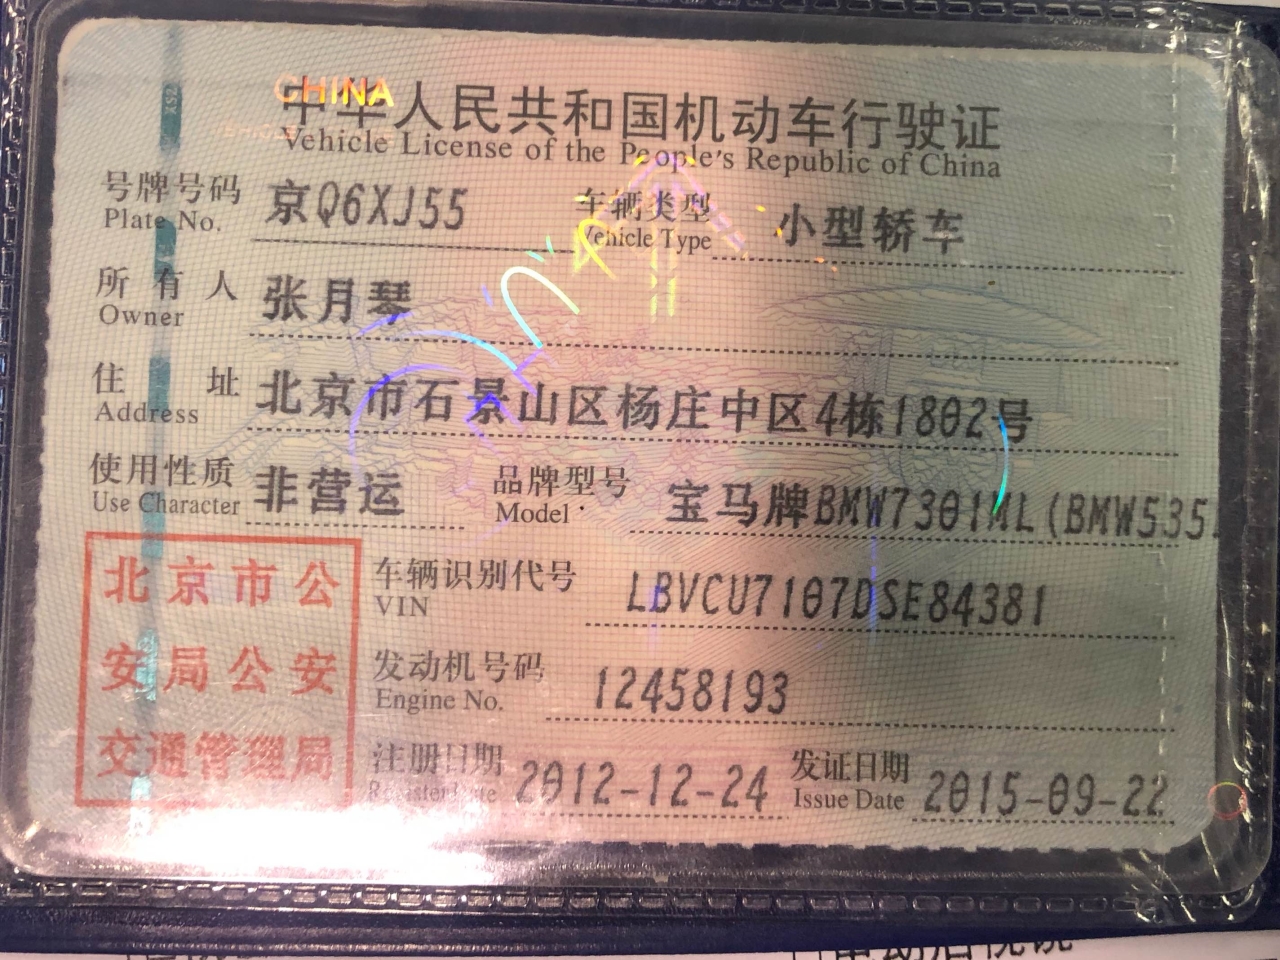 CHINA
中华人民共和国机动车行驶证
Vehicle License of the People's Republic of China
号牌号码 京Q6XJ55 车辆类型 小型轿车
Plate No. Vehicle Type
所有人 张月琴
Owner
住址 北京市石景山区杨庄中区4栋1802号
Address
使用性质 非营运 品牌型号 宝马牌BMW7301ML(BMW535
Use Character Model
北京市公
安局公安
交通管理局
车辆识别代号 LBVCU7107DSE84381
VIN
发动机号码 12458193
Engine No.
注册日期 2012-12-24 发证日期 2015-09-22
Register Date Issue Date